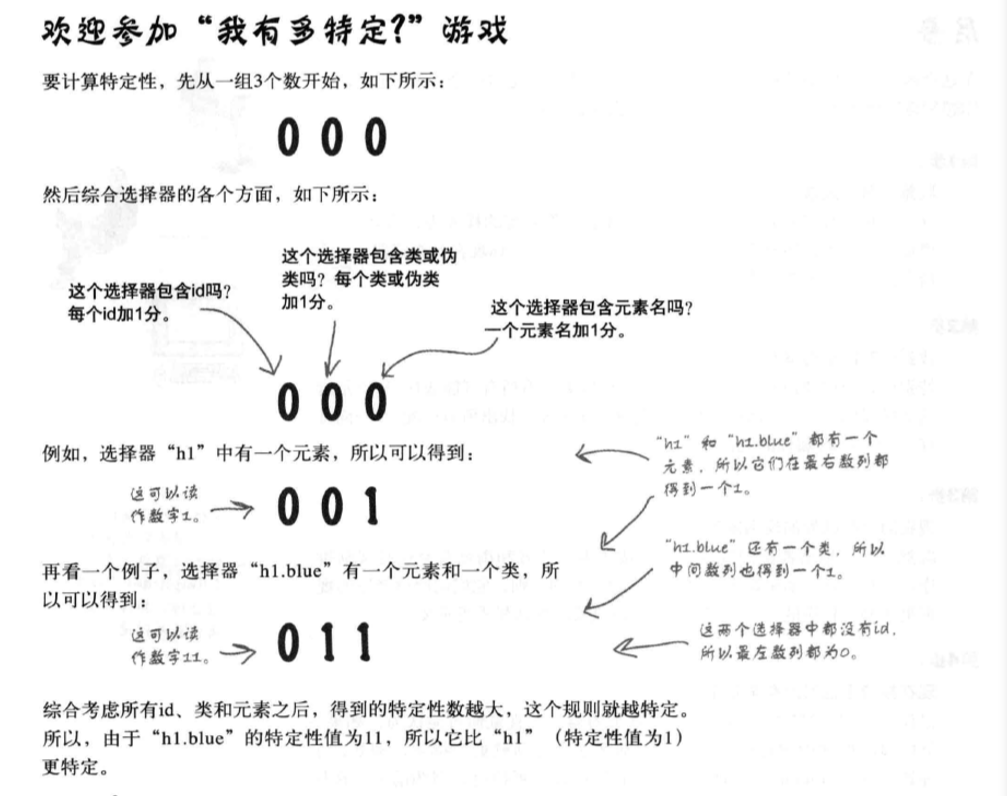 欢迎参加“我有多特定?”游戏
要计算特定性，先从一组3个数开始，如下所示：
0 0 0
然后综合选择器的各个方面，如下所示：
这个选择器包含类或伪
类吗？每个类或伪类
加1分。
这个选择器包含id吗？
每个id加1分。
这个选择器包含元素名吗？
一个元素名加1分。
0 0 0
例如，选择器“h1”中有一个元素，所以可以得到：
“h1”和“h1.blue”都有一个
元素，所以它们在最右数列都
得到一个1。
这可以读
作数字1。
0 0 1
“h1.blue”还有一个类，所以
中间数列也得到一个1。
再看一个例子，选择器“h1.blue”有一个元素和一个类，所
以可以得到：
这可以读
作数字11。
0 1 1
这两个选择器中都没有id，
所以最左数列都为0。
综合考虑所有id、类和元素之后，得到的特定性数越大，这个规则就越特定。
所以，由于“h1.blue”的特定性值为11，所以它比“h1”（特定性值为1）
更特定。